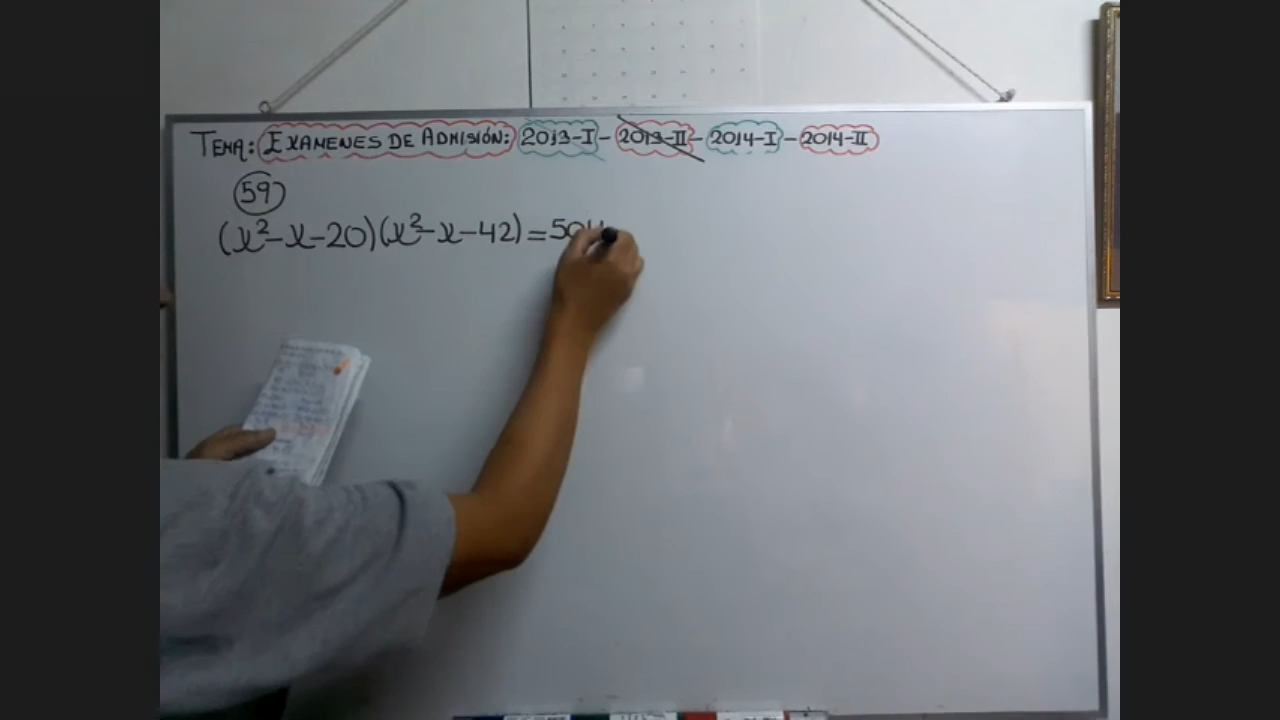 TEMA: EXAMENES DE ADMISIÓN: 2013-I - 2013-II - 2014-I - 2014-II
59
(x²-x-20)(x²-x-42)=504